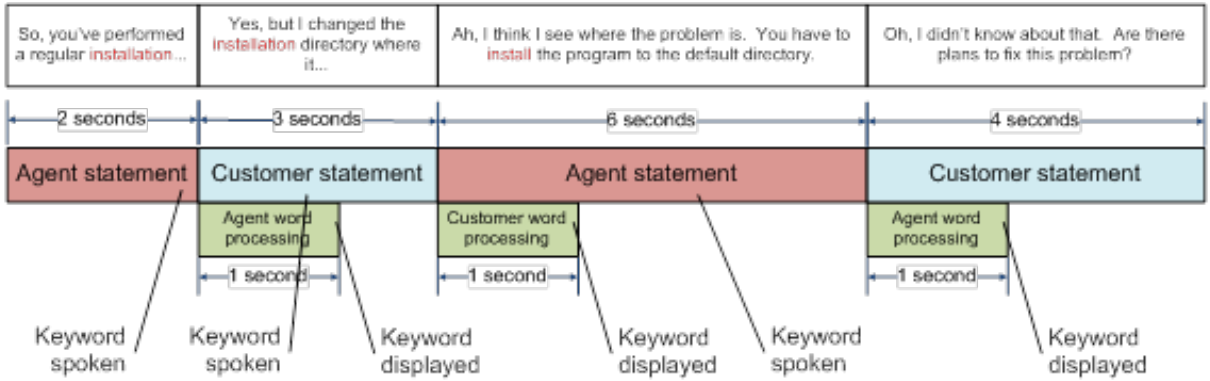 So, you've performed
a regular installation...
Yes, but I changed the
installation directory where
it...
Ah, I think I see where the problem is. You have to
install the program to the default directory.
Oh, I didn't know about that. Are there
plans to fix this problem?
2 seconds
3 seconds
6 seconds
4 seconds
Agent statement
Customer statement
Agent statement
Customer statement
Agent word
processing
Customer word
processing
Agent word
processing
1 second
1 second
1 second
Keyword
spoken
Keyword
spoken
Keyword
displayed
Keyword
displayed
Keyword
spoken
Keyword
displayed